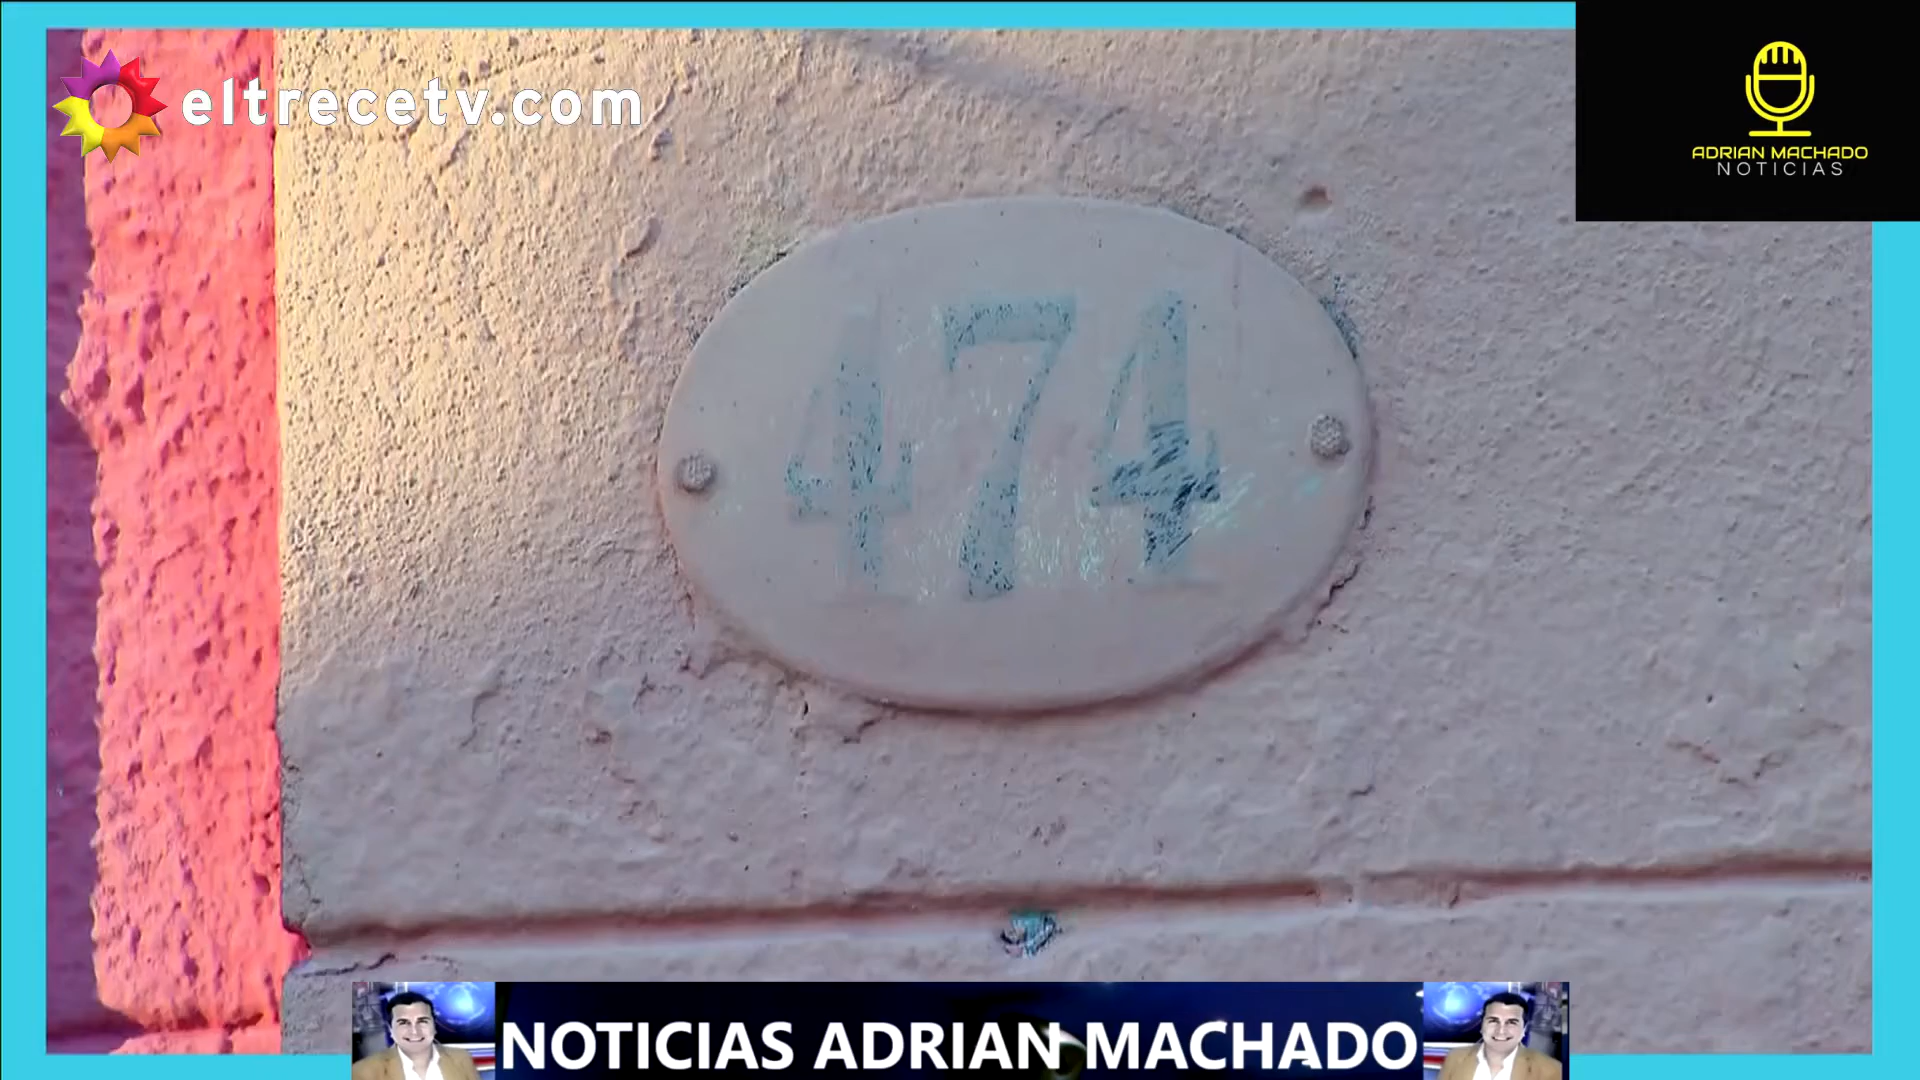 eltrecetv.com
ADRIAN MACHADO
NOTICIAS
474
NOTICIAS ADRIAN MACHADO